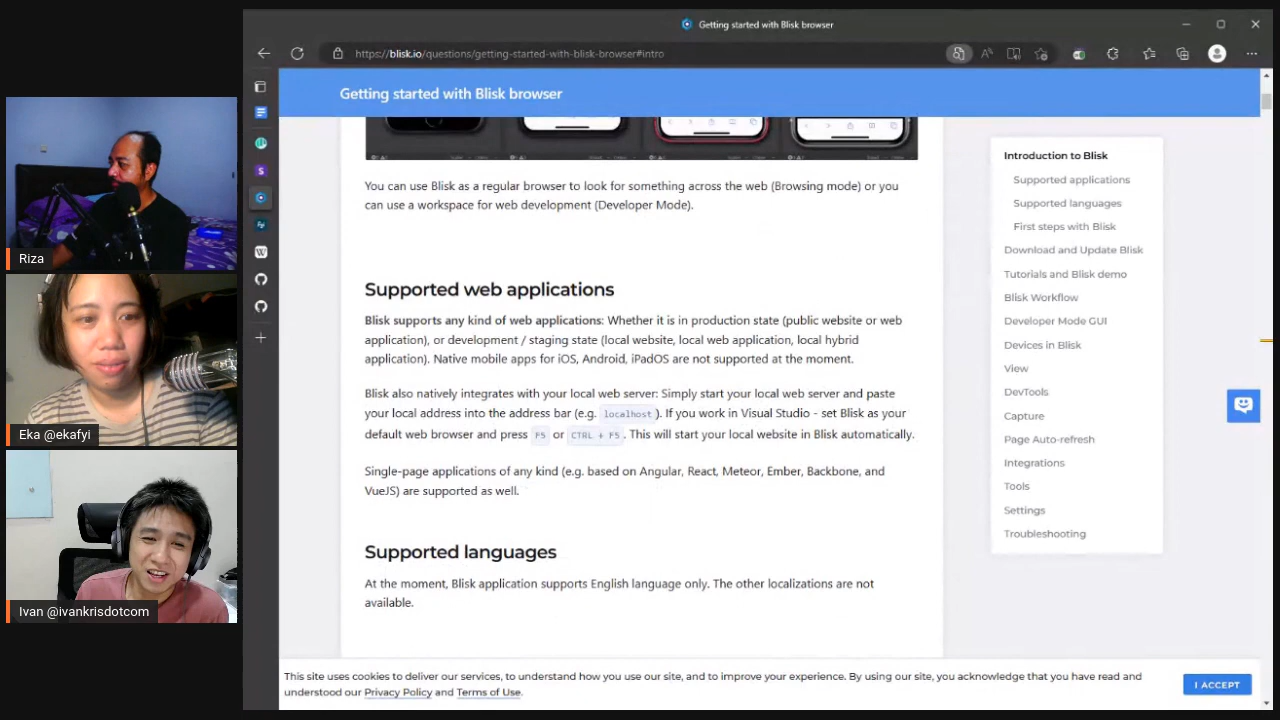 Getting started with Blisk browser
https://blisk.io/questions/getting-started-with-blisk-browser#intro
Getting started with Blisk browser
You can use Blisk as a regular browser to look for something across the web (Browsing mode) or you
can use a workspace for web development (Developer Mode).
Supported web applications
Blisk supports any kind of web applications: Whether it is in production state (public website or web
application), or development / staging state (local website, local web application, local hybrid
application). Native mobile apps for iOS, Android, iPadOS are not supported at the moment.
Blisk also natively integrates with your local web server: Simply start your local web server and paste
your local address into the address bar (e.g. localhost). If you work in Visual Studio - set Blisk as your
default web browser and press F5 or CTRL + F5. This will start your local website in Blisk automatically.
Single-page applications of any kind (e.g. based on Angular, React, Meteor, Ember, Backbone, and
VueJS) are supported as well.
Supported languages
At the moment, Blisk application supports English language only. The other localizations are not
available.
Introduction to Blisk
Supported applications
Supported languages
First steps with Blisk
Download and Update Blisk
Tutorials and Blisk demo
Blisk Workflow
Developer Mode GUI
Devices in Blisk
View
DevTools
Capture
Page Auto-refresh
Integrations
Tools
Settings
Troubleshooting
This site uses cookies to deliver our services, to understand how you use our site, and to improve your experience. By using our site, you acknowledge that you have read and
understood our Privacy Policy and Terms of Use.
I ACCEPT
Riza
Eka @ekafyi
Ivan @ivankrisdotcom